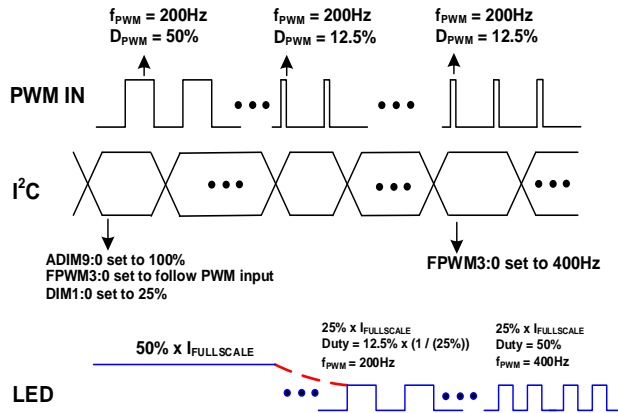 fPWM = 200Hz
DPWM = 50%
fPWM = 200Hz
DPWM = 12.5%
fPWM = 200Hz
DPWM = 12.5%
PWM IN
I²C
ADIM9:0 set to 100%
FPWM3:0 set to follow PWM input
DIM1:0 set to 25%
FPWM3:0 set to 400Hz
50% x IFULLSCALE
25% x IFULLSCALE
Duty = 12.5% x (1 / (25%))
fPWM = 200Hz
25% x IFULLSCALE
Duty = 50%
fPWM = 400Hz
LED